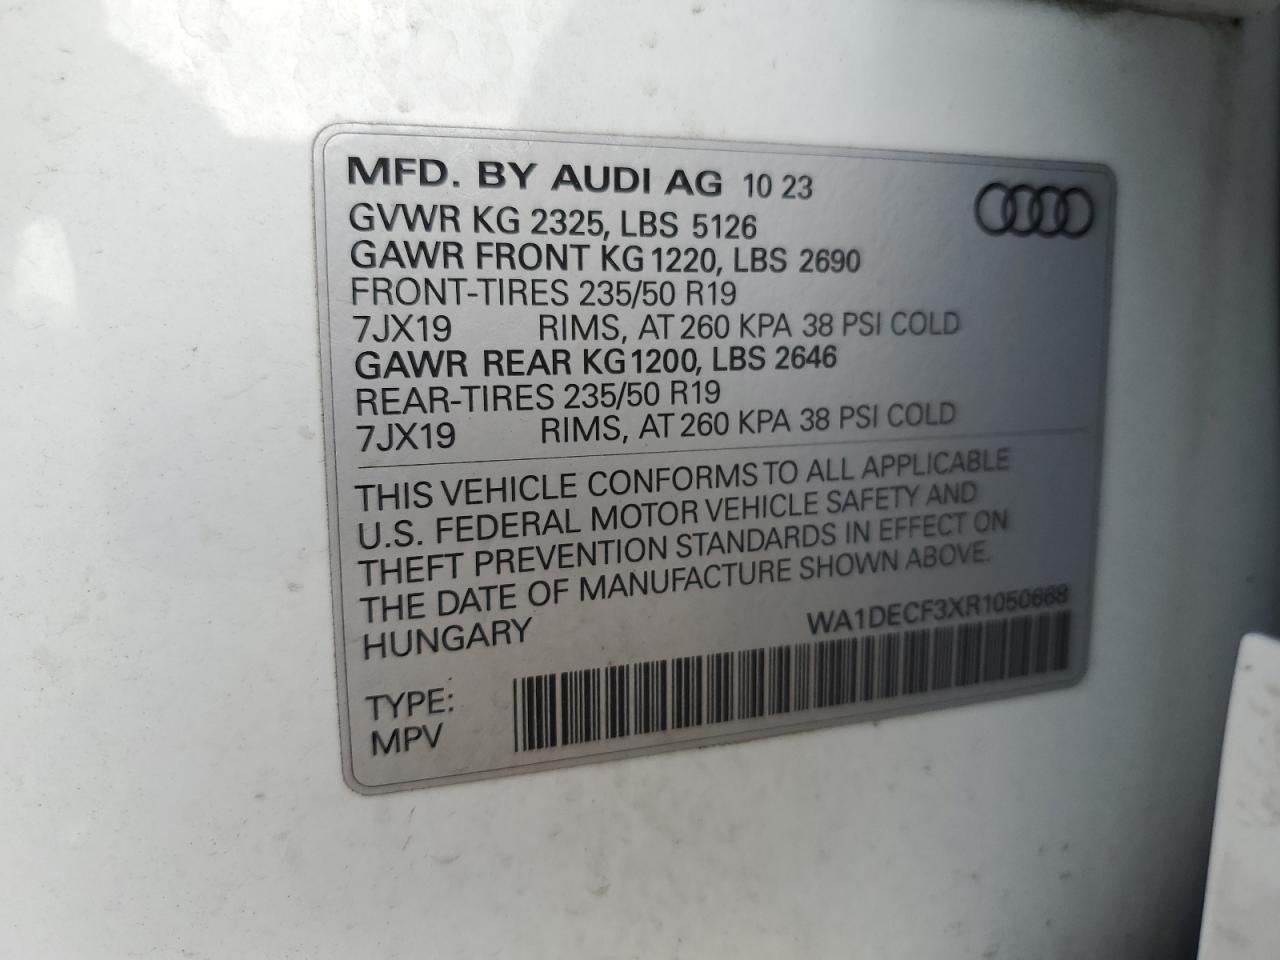 MFD. BY AUDI AG 10 23
GVWR KG 2325, LBS 5126
GAWR FRONT KG 1220, LBS 2690
FRONT-TIRES 235/50 R19
7JX19 RIMS, AT 260 KPA 38 PSI COLD
GAWR REAR KG 1200, LBS 2646
REAR-TIRES 235/50 R19
7JX19 RIMS, AT 260 KPA 38 PSI COLD
THIS VEHICLE CONFORMS TO ALL APPLICABLE
U.S. FEDERAL MOTOR VEHICLE SAFETY AND
THEFT PREVENTION STANDARDS IN EFFECT ON
THE DATE OF MANUFACTURE SHOWN ABOVE.
HUNGARY WA1DECF3XR1050668
TYPE:
MPV